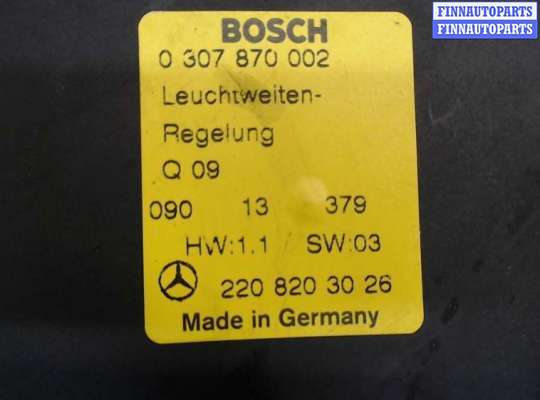 FINNAUTOPARTS
FINNAUTOPARTS
BOSCH
0 307 870 002
Leuchtweiten-
Regelung
Q 09
090 13 379
HW:1.1 SW:03
220 820 30 26
Made in Germany